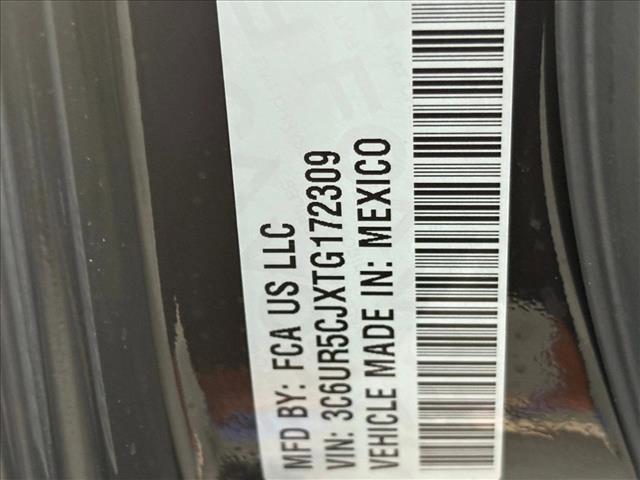 MFD BY: FCA US LLC
VIN: 3C6UR5CJXTG172309
VEHICLE MADE IN: MEXICO